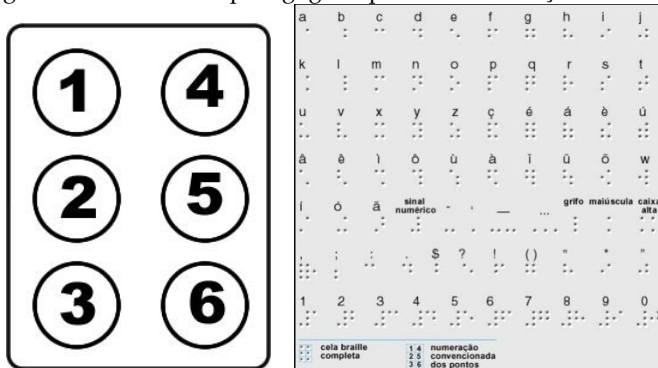 1 4
2 5
3 6
a b c d e f g h i j
k l m n o p q r s t
u v x y z ç é á è ú
â ê ì ô ù à ï ü õ w
í ó ã sinal numérico - ' — ... grifo maiúscula caixa alta
, ; : . $ ? ! ( ) " * "
1 2 3 4 5 6 7 8 9 0
cela braille completa
1 4 numeração
2 5 convencionada
3 6 dos pontos